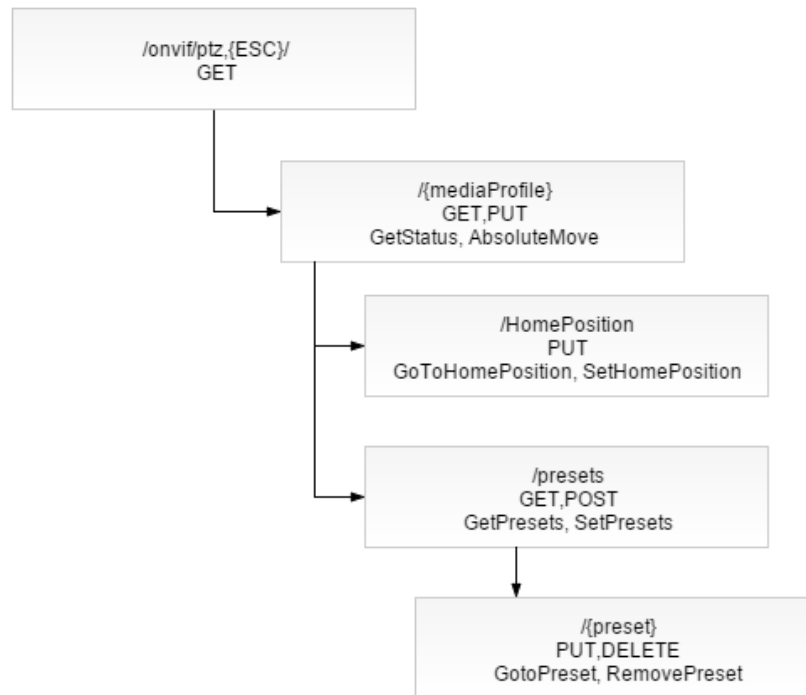 /onvif/ptz,{ESC}/
GET
/{mediaProfile}
GET,PUT
GetStatus, AbsoluteMove
/HomePosition
PUT
GoToHomePosition, SetHomePosition
/presets
GET,POST
GetPresets, SetPresets
/{preset}
PUT,DELETE
GotoPreset, RemovePreset